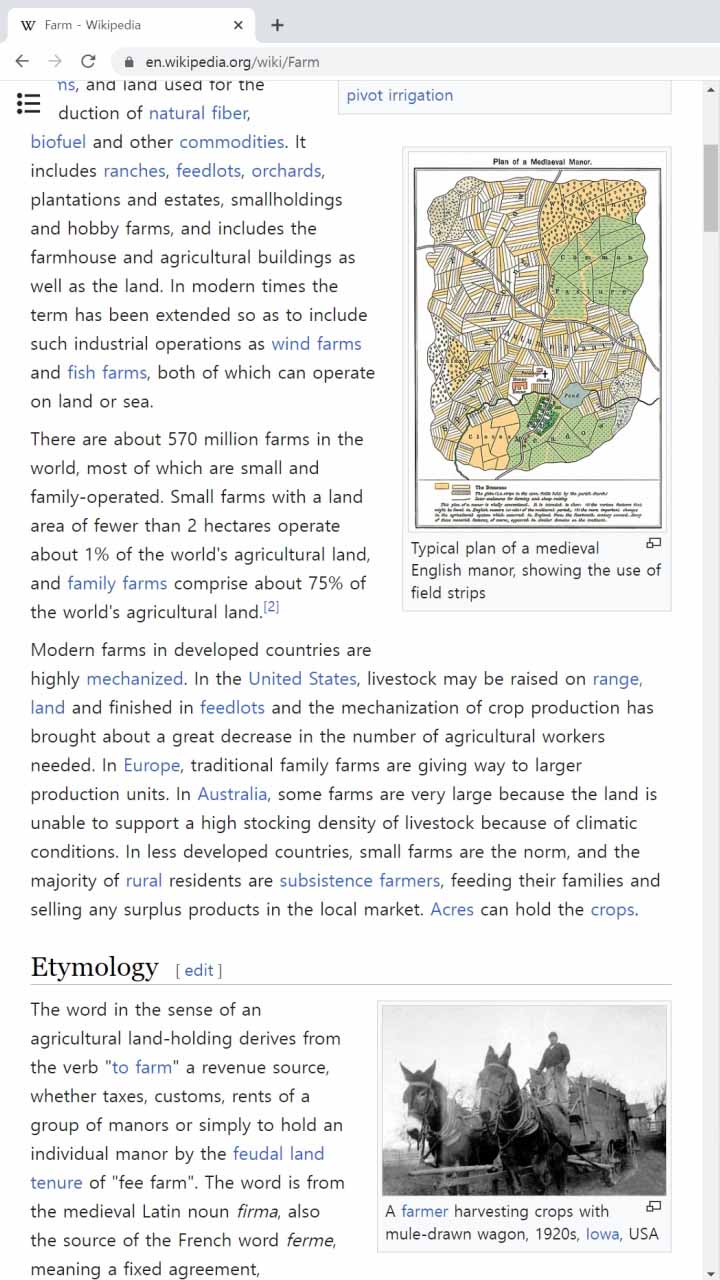 Farm - Wikipedia
en.wikipedia.org/wiki/Farm
ns, and land used for the
duction of natural fiber,
biofuel and other commodities. It
includes ranches, feedlots, orchards,
plantations and estates, smallholdings
and hobby farms, and includes the
farmhouse and agricultural buildings as
well as the land. In modern times the
term has been extended so as to include
such industrial operations as wind farms
and fish farms, both of which can operate
on land or sea.
There are about 570 million farms in the
world, most of which are small and
family-operated. Small farms with a land
area of fewer than 2 hectares operate
about 1% of the world's agricultural land,
and family farms comprise about 75% of
the world's agricultural land.[2]
pivot irrigation
Plan of a Mediaeval Manor.
Common
Pasture
Pond
Typical plan of a medieval
English manor, showing the use of
field strips
Modern farms in developed countries are
highly mechanized. In the United States, livestock may be raised on range,
land and finished in feedlots and the mechanization of crop production has
brought about a great decrease in the number of agricultural workers
needed. In Europe, traditional family farms are giving way to larger
production units. In Australia, some farms are very large because the land is
unable to support a high stocking density of livestock because of climatic
conditions. In less developed countries, small farms are the norm, and the
majority of rural residents are subsistence farmers, feeding their families and
selling any surplus products in the local market. Acres can hold the crops.
Etymology [ edit ]
The word in the sense of an
agricultural land-holding derives from
the verb "to farm" a revenue source,
whether taxes, customs, rents of a
group of manors or simply to hold an
individual manor by the feudal land
tenure of "fee farm". The word is from
the medieval Latin noun firma, also
the source of the French word ferme,
meaning a fixed agreement,
A farmer harvesting crops with
mule-drawn wagon, 1920s, Iowa, USA